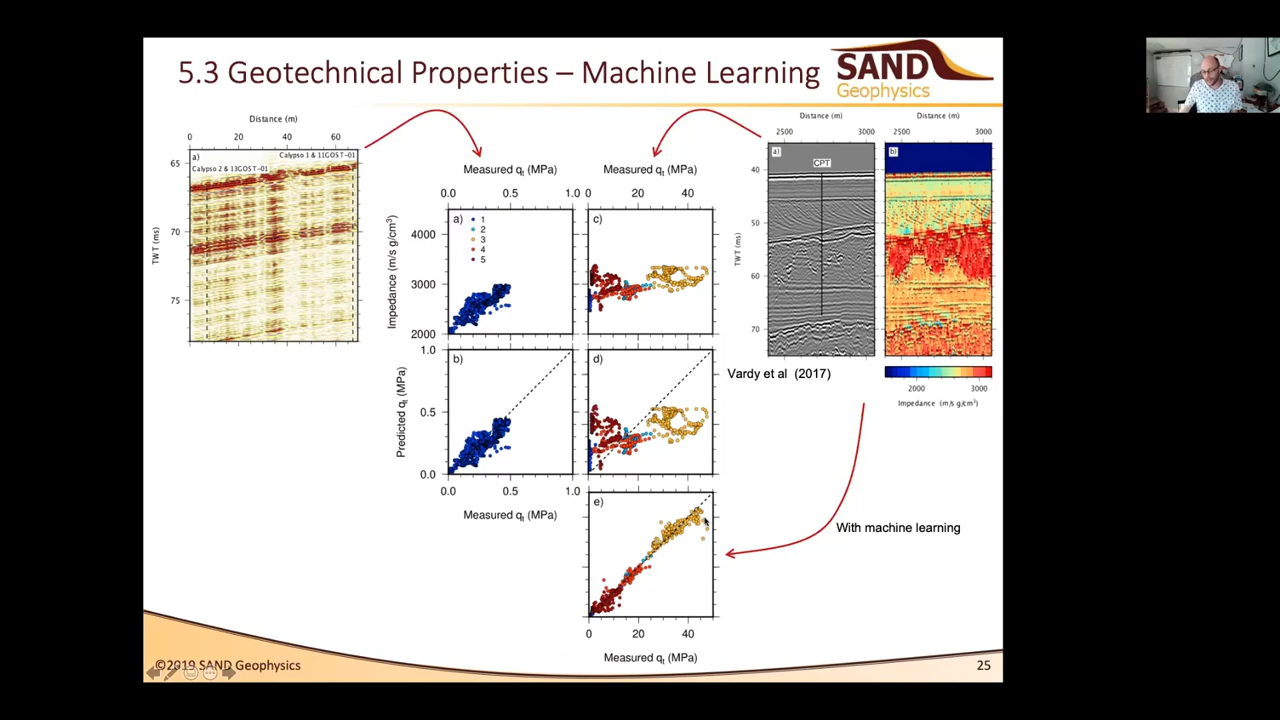 5.3 Geotechnical Properties – Machine Learning
SAND
Geophysics
Distance (m)
0 20 40 60
a)
Calypso 1 & 11GOST-01
Calypso 2 & 13GOST-01
65
70
75
TWT (ms)
Measured qt (MPa)
0.0 0.5 1.0
Measured qt (MPa)
0 20 40
Impedance (m/s g/cm³)
4000
3000
2000
a)
1
2
3
4
5
c)
Predicted qt (MPa)
1.0
0.5
0.0
b)
d)
0.0 0.5 1.0
Measured qt (MPa)
e)
0 20 40
Measured qt (MPa)
Distance (m)
2500 3000
Distance (m)
2500 3000
a)
CPT
b)
40
50
60
70
TWT (ms)
Vardy et al (2017)
2000 3000
Impedance (m/s g/cm³)
With machine learning
©2019 SAND Geophysics
25